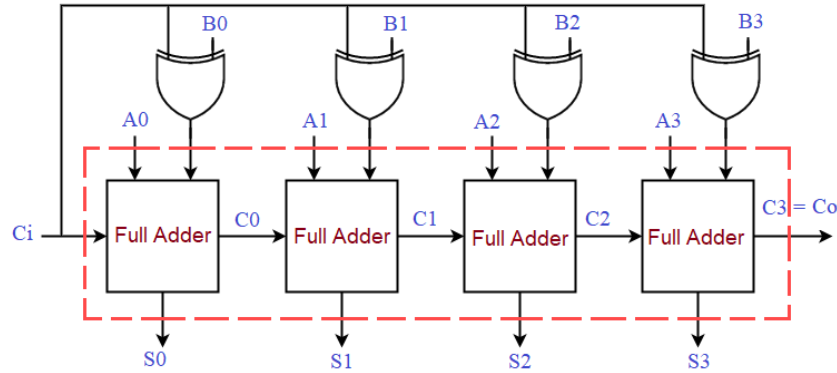 B0 B1 B2 B3
A0 A1 A2 A3
Ci Full Adder C0 Full Adder C1 Full Adder C2 Full Adder C3 = Co
S0 S1 S2 S3